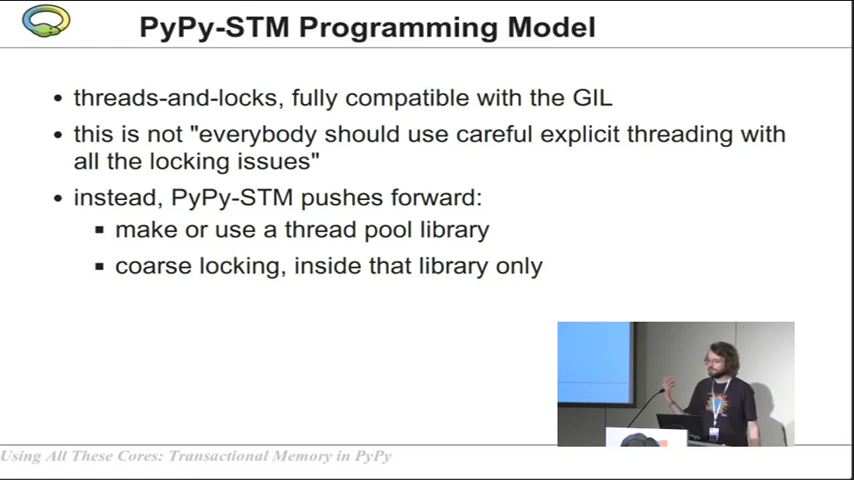 PyPy-STM Programming Model
• threads-and-locks, fully compatible with the GIL
• this is not "everybody should use careful explicit threading with
all the locking issues"
• instead, PyPy-STM pushes forward:
▪ make or use a thread pool library
▪ coarse locking, inside that library only
Using All These Cores: Transactional Memory in PyPy